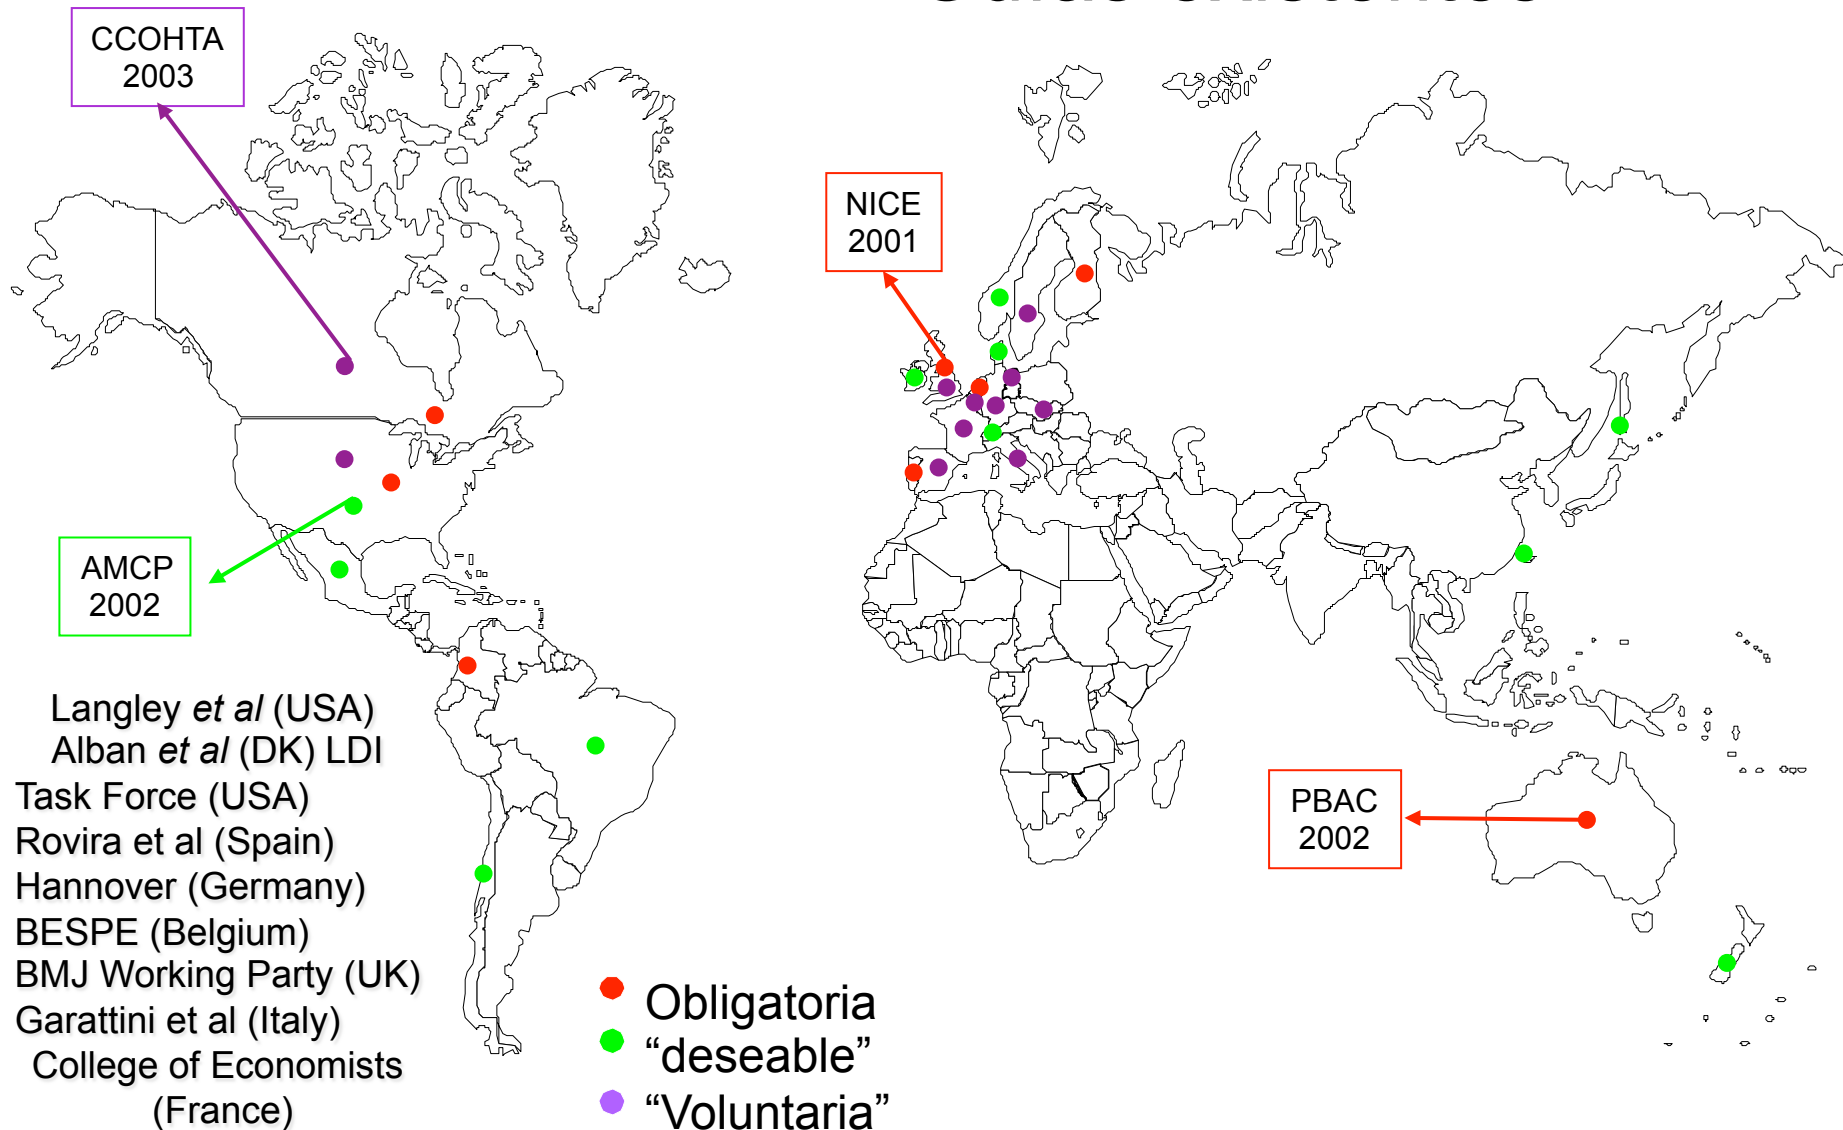 CCOHTA
2003
NICE
2001
AMCP
2002
PBAC
2002
Langley et al (USA)
Alban et al (DK) LDI
Task Force (USA)
Rovira et al (Spain)
Hannover (Germany)
BESPE (Belgium)
BMJ Working Party (UK)
Garattini et al (Italy)
College of Economists
(France)
Obligatoria
“deseable”
“Voluntaria”